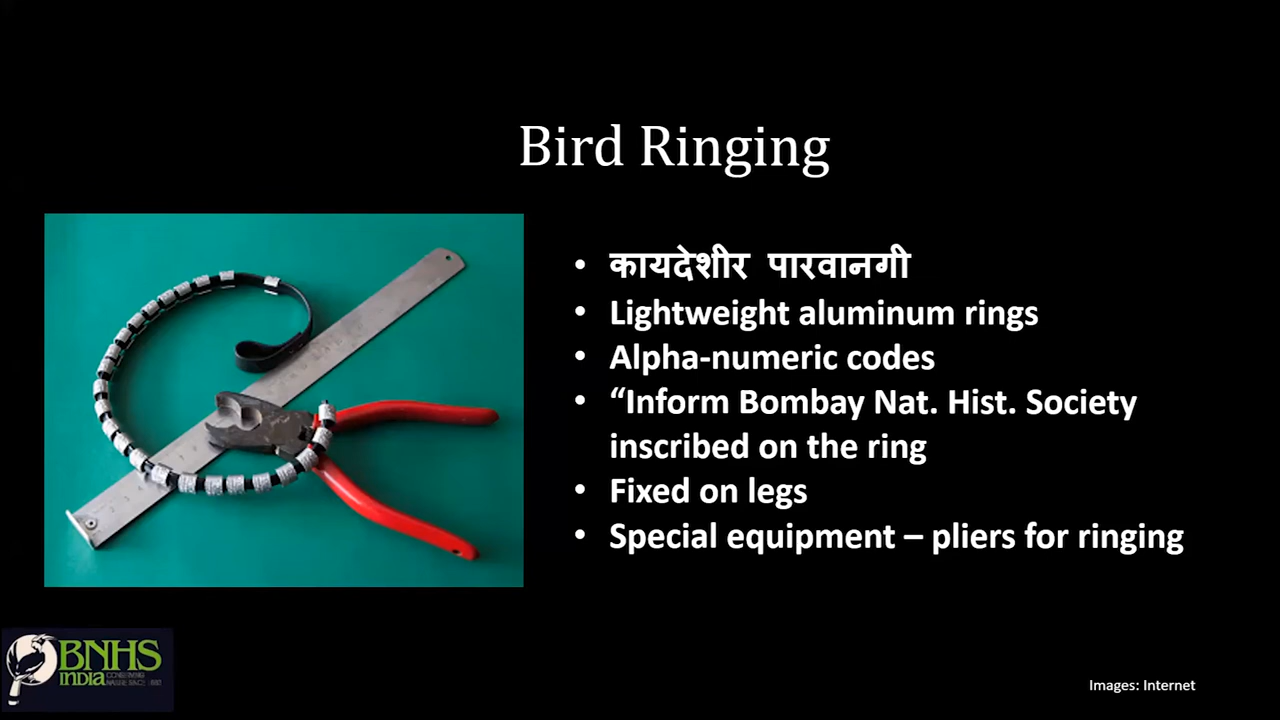 Bird Ringing
• कायदेशीर पारवानगी
• Lightweight aluminum rings
• Alpha-numeric codes
• “Inform Bombay Nat. Hist. Society
inscribed on the ring
• Fixed on legs
• Special equipment – pliers for ringing
BNHS
INDIA
Images: Internet